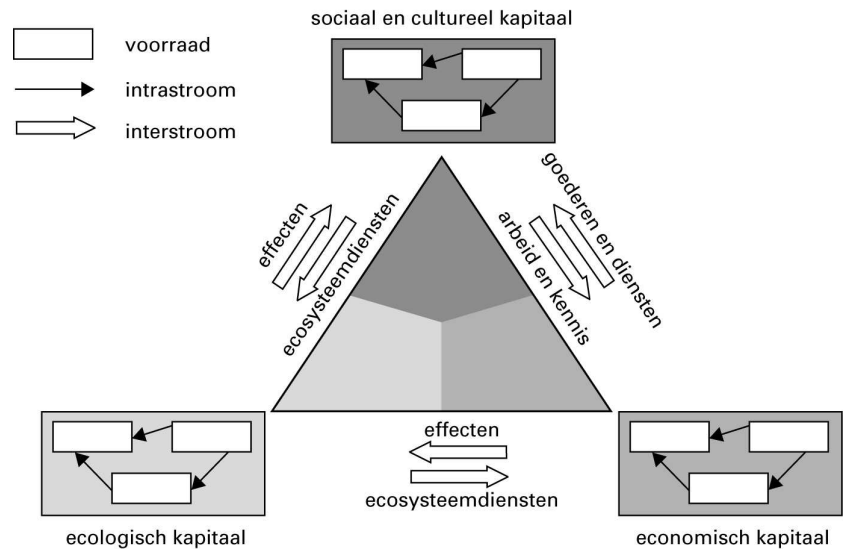 sociaal en cultureel kapitaal
voorraad
intrastroom
interstroom
effecten
ecosysteemdiensten
arbeid en kennis
goederen en diensten
effecten
ecosysteemdiensten
ecologisch kapitaal
economisch kapitaal